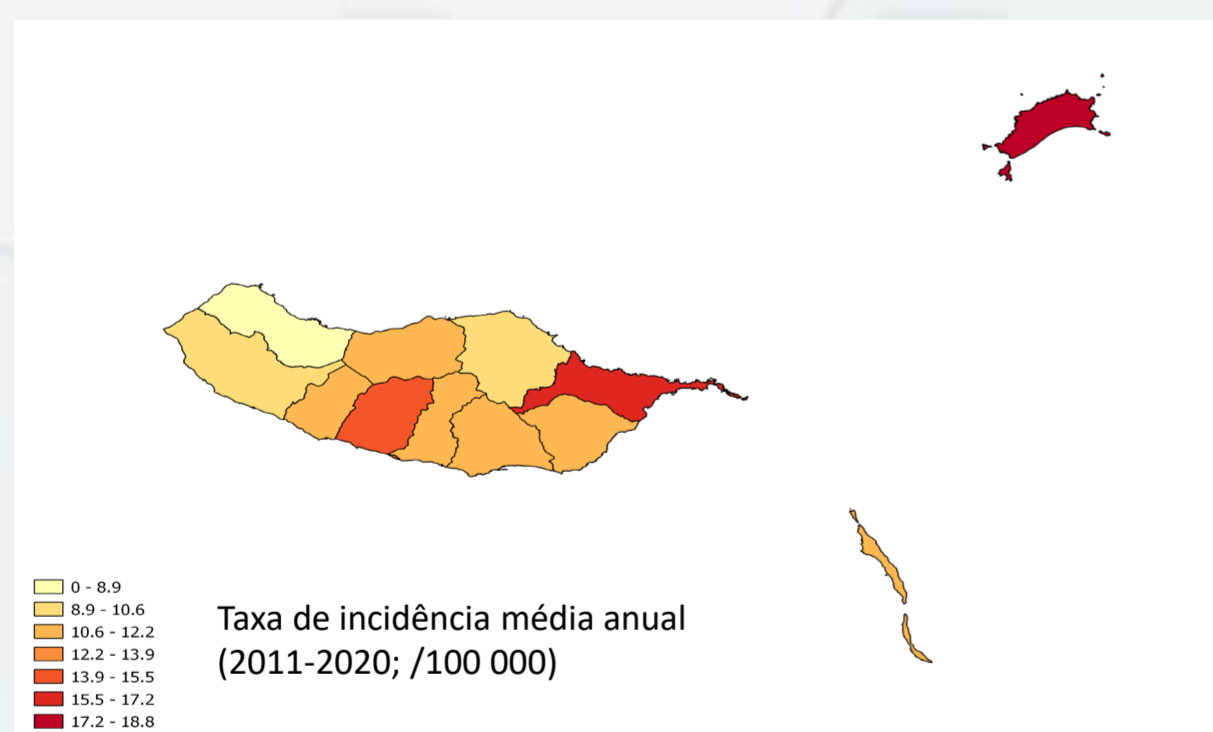 0 - 8.9
8.9 - 10.6
10.6 - 12.2
12.2 - 13.9
13.9 - 15.5
15.5 - 17.2
17.2 - 18.8
Taxa de incidência média anual
(2011-2020; /100 000)